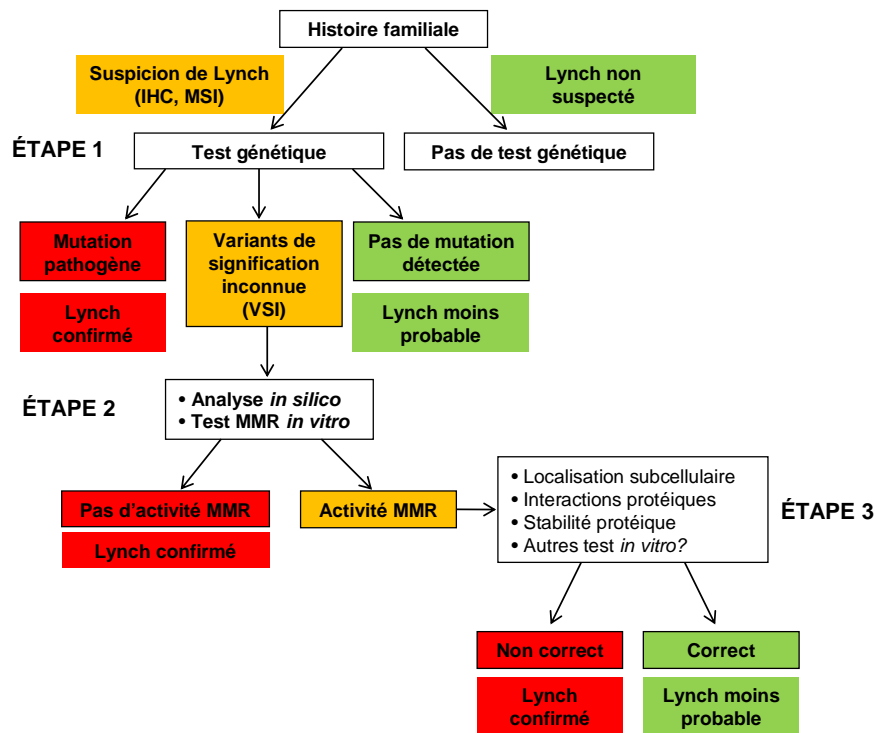 Histoire familiale
Suspicion de Lynch
(IHC, MSI)
Lynch non
suspecté
ÉTAPE 1
Test génétique
Pas de test génétique
Mutation
pathogène
Variants de
signification
inconnue
(VSI)
Pas de mutation
détectée
Lynch
confirmé
Lynch moins
probable
ÉTAPE 2
• Analyse in silico
• Test MMR in vitro
Pas d'activité MMR
Lynch confirmé
Activité MMR
• Localisation subcellulaire
• Interactions protéiques
• Stabilité protéique
• Autres test in vitro?
ÉTAPE 3
Non correct
Correct
Lynch
confirmé
Lynch moins
probable